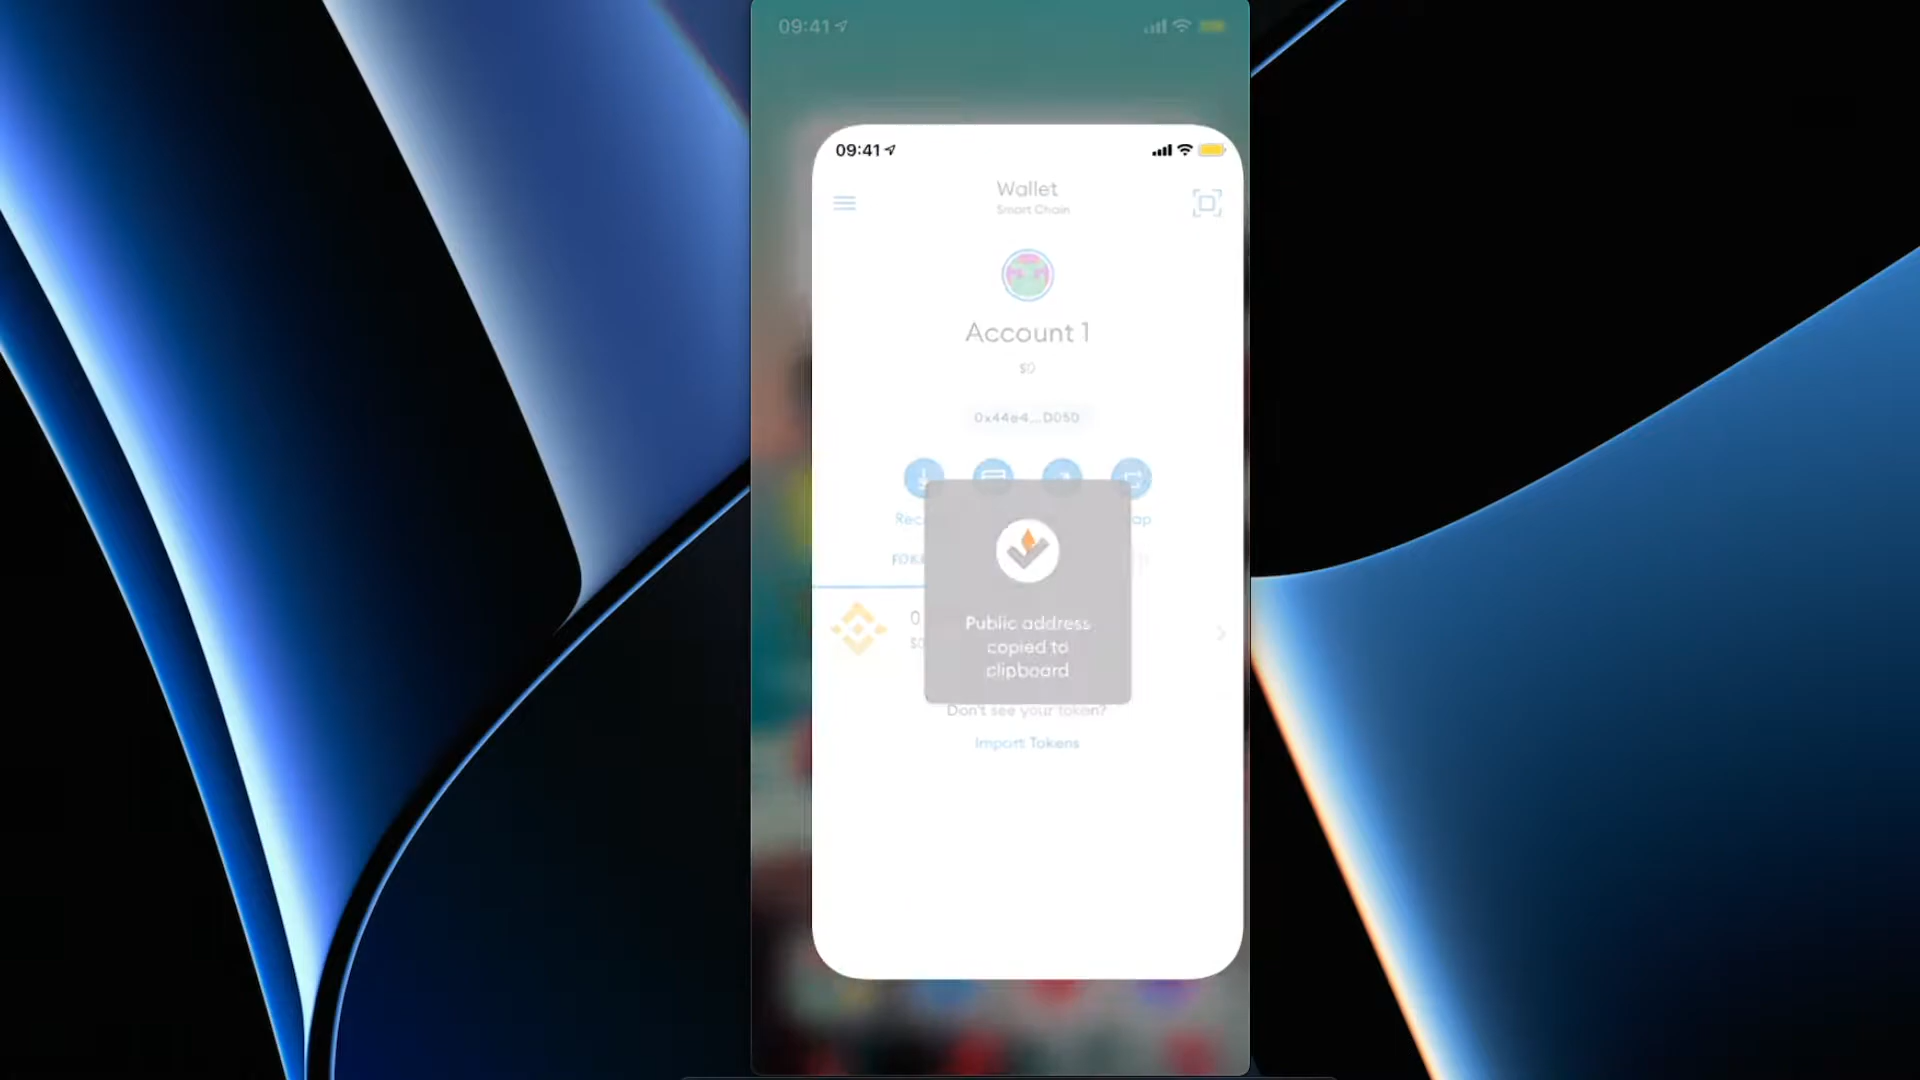 09:41
09:41
Wallet
Smart Chain
Account 1
$0
0x44e4...D05D
Rec
ap
TOKE
0
$0
Public address
copied to
clipboard
Don't see your token?
Import Tokens